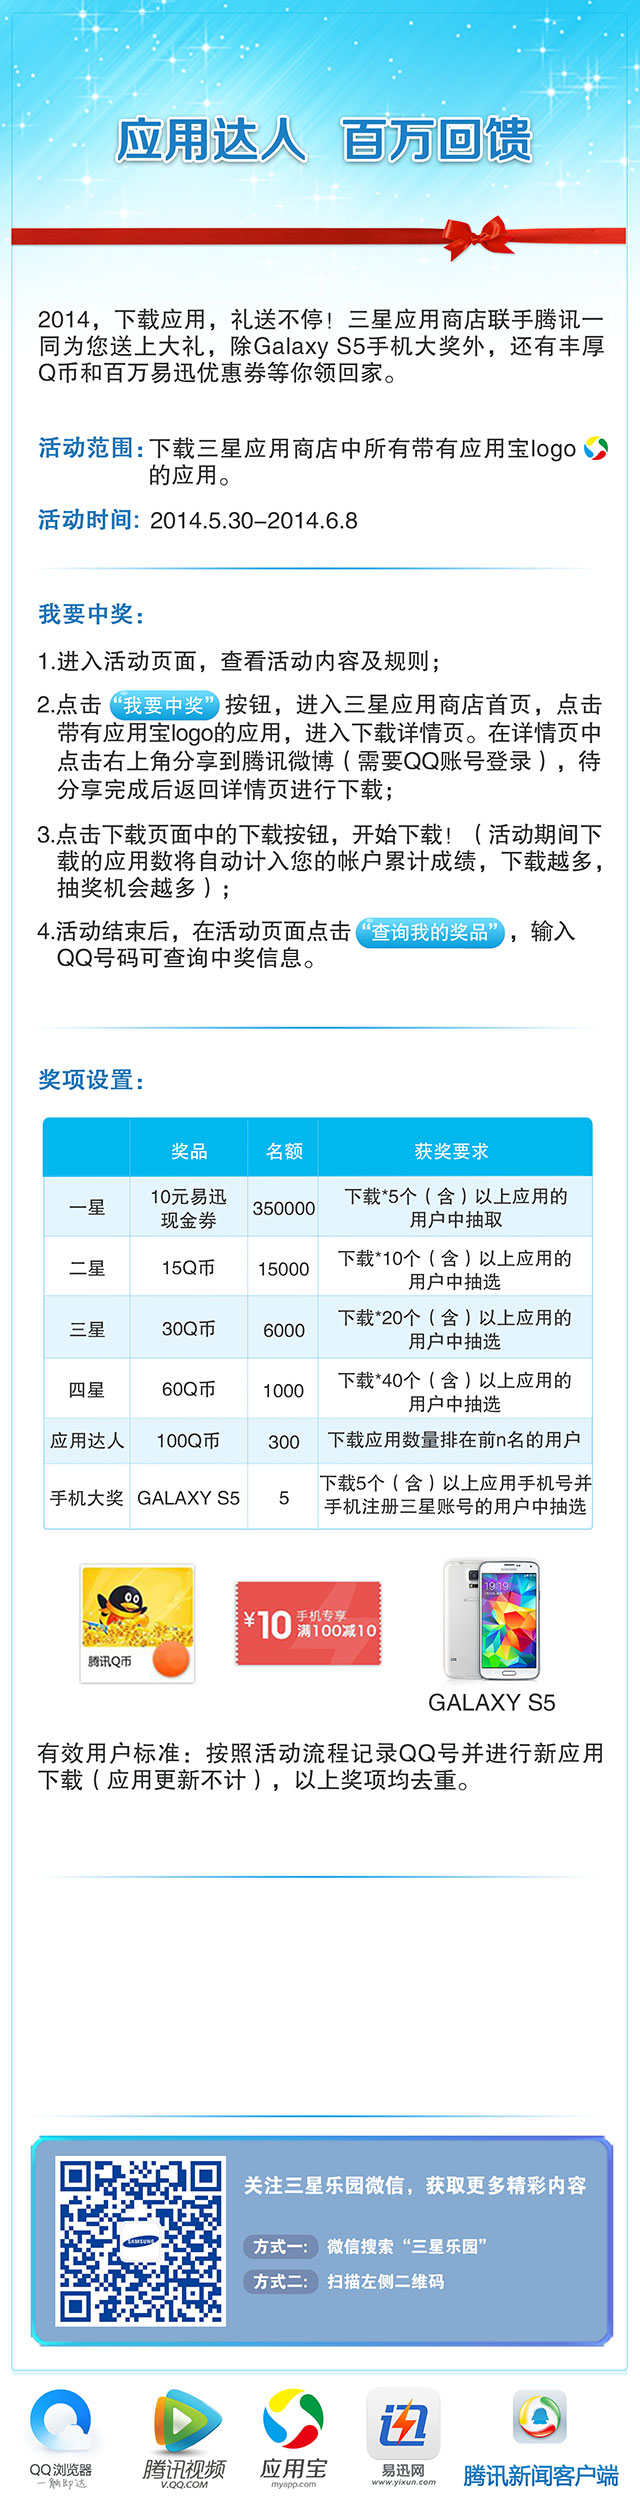 应用达人 百万回馈
2014，下载应用，礼送不停！三星应用商店联手腾讯一
同为您送上大礼，除Galaxy S5手机大奖外，还有丰厚
Q币和百万易迅优惠券等你领回家。
活动范围：下载三星应用商店中所有带有应用宝logo
的应用。
活动时间：2014.5.30-2014.6.8
我要中奖：
1.进入活动页面，查看活动内容及规则；
2.点击 “我要中奖” 按钮，进入三星应用商店首页，点击
带有应用宝logo的应用，进入下载详情页。在详情页中
点击右上角分享到腾讯微博（需要QQ账号登录），待
分享完成后返回详情页进行下载；
3.点击下载页面中的下载按钮，开始下载！（活动期间下
载的应用数将自动计入您的帐户累计成绩，下载越多，
抽奖机会越多）；
4.活动结束后，在活动页面点击 “查询我的奖品” ，输入
QQ号码可查询中奖信息。
奖项设置：
奖品 名额 获奖要求
一星 10元易迅现金券 350000 下载*5个（含）以上应用的用户中抽取
二星 15Q币 15000 下载*10个（含）以上应用的用户中抽选
三星 30Q币 6000 下载*20个（含）以上应用的用户中抽选
四星 60Q币 1000 下载*40个（含）以上应用的用户中抽选
应用达人 100Q币 300 下载应用数量排在前n名的用户
手机大奖 GALAXY S5 5 下载5个（含）以上应用手机号并手机注册三星账号的用户中抽选
腾讯Q币
¥10 手机专享
满100减10
SAMSUNG
19:19
GALAXY S5
有效用户标准：按照活动流程记录QQ号并进行新应用
下载（应用更新不计），以上奖项均去重。
SAMSUNG
关注三星乐园微信，获取更多精彩内容
方式一： 微信搜索“三星乐园”
方式二： 扫描左侧二维码
QQ浏览器
一触即达
腾讯视频
V.QQ.COM
应用宝
myapp.com
易迅网
www.yixun.com
腾讯新闻客户端